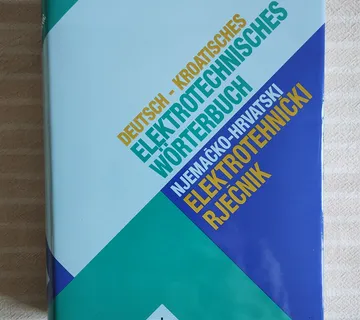 DEUTSCH - KROATISCHES
ELEKTROTECHNISCHES
WÖRTERBUCH
NJEMAČKO-HRVATSKI
ELEKTROTEHNIČKI
RJEČNIK